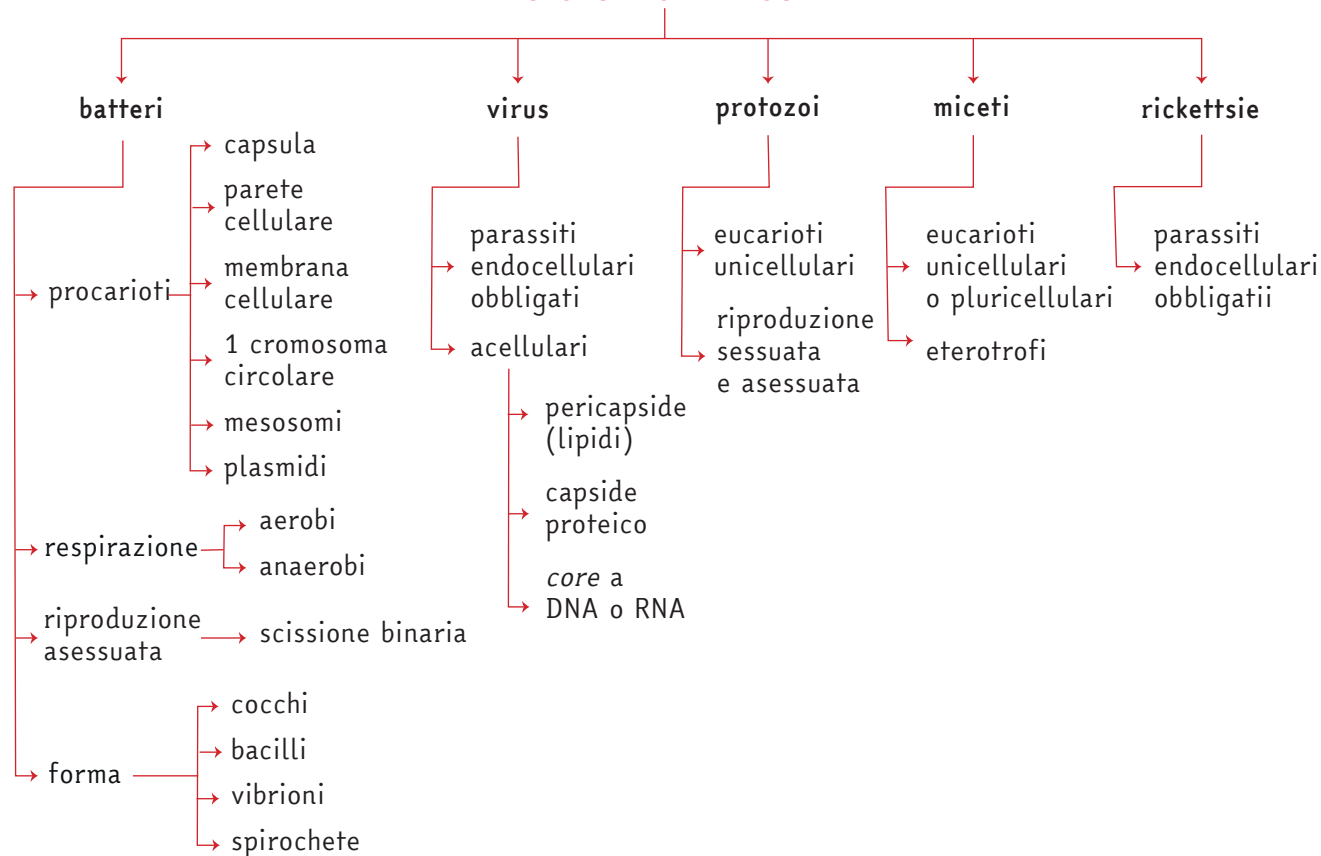 batteri
virus
protozoi
miceti
rickettsie
procarioti
capsula
parete
cellulare
membrana
cellulare
1 cromosoma
circolare
mesosomi
plasmidi
respirazione
aerobi
anaerobi
riproduzione
asessuata
scissione binaria
forma
cocchi
bacilli
vibrioni
spirochete
parassiti
endocellulari
obbligati
acellulari
pericapside
(lipidi)
capside
proteico
core a
DNA o RNA
eucarioti
unicellulari
riproduzione
sessuata
e asessuata
eucarioti
unicellulari
o pluricellulari
eterotrofi
parassiti
endocellulari
obbligatii